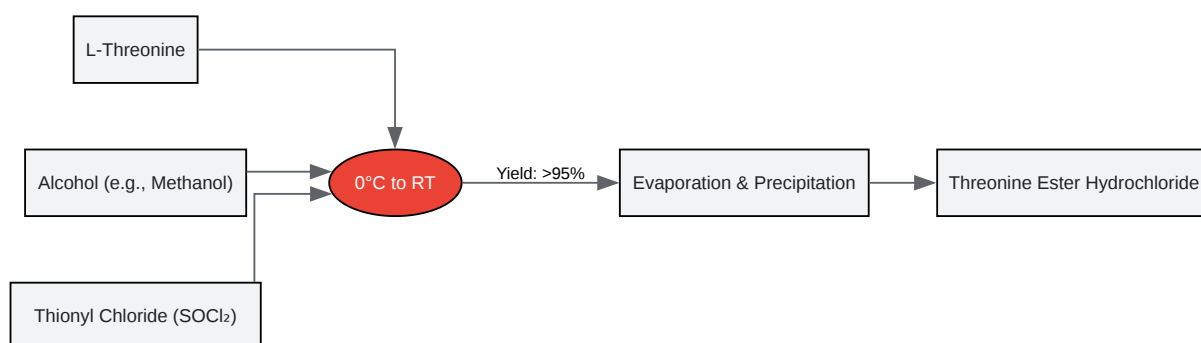 L-Threonine
Alcohol (e.g., Methanol)
0°C to RT
Yield: >95%
Evaporation & Precipitation
Threonine Ester Hydrochloride
Thionyl Chloride (SOCl₂)